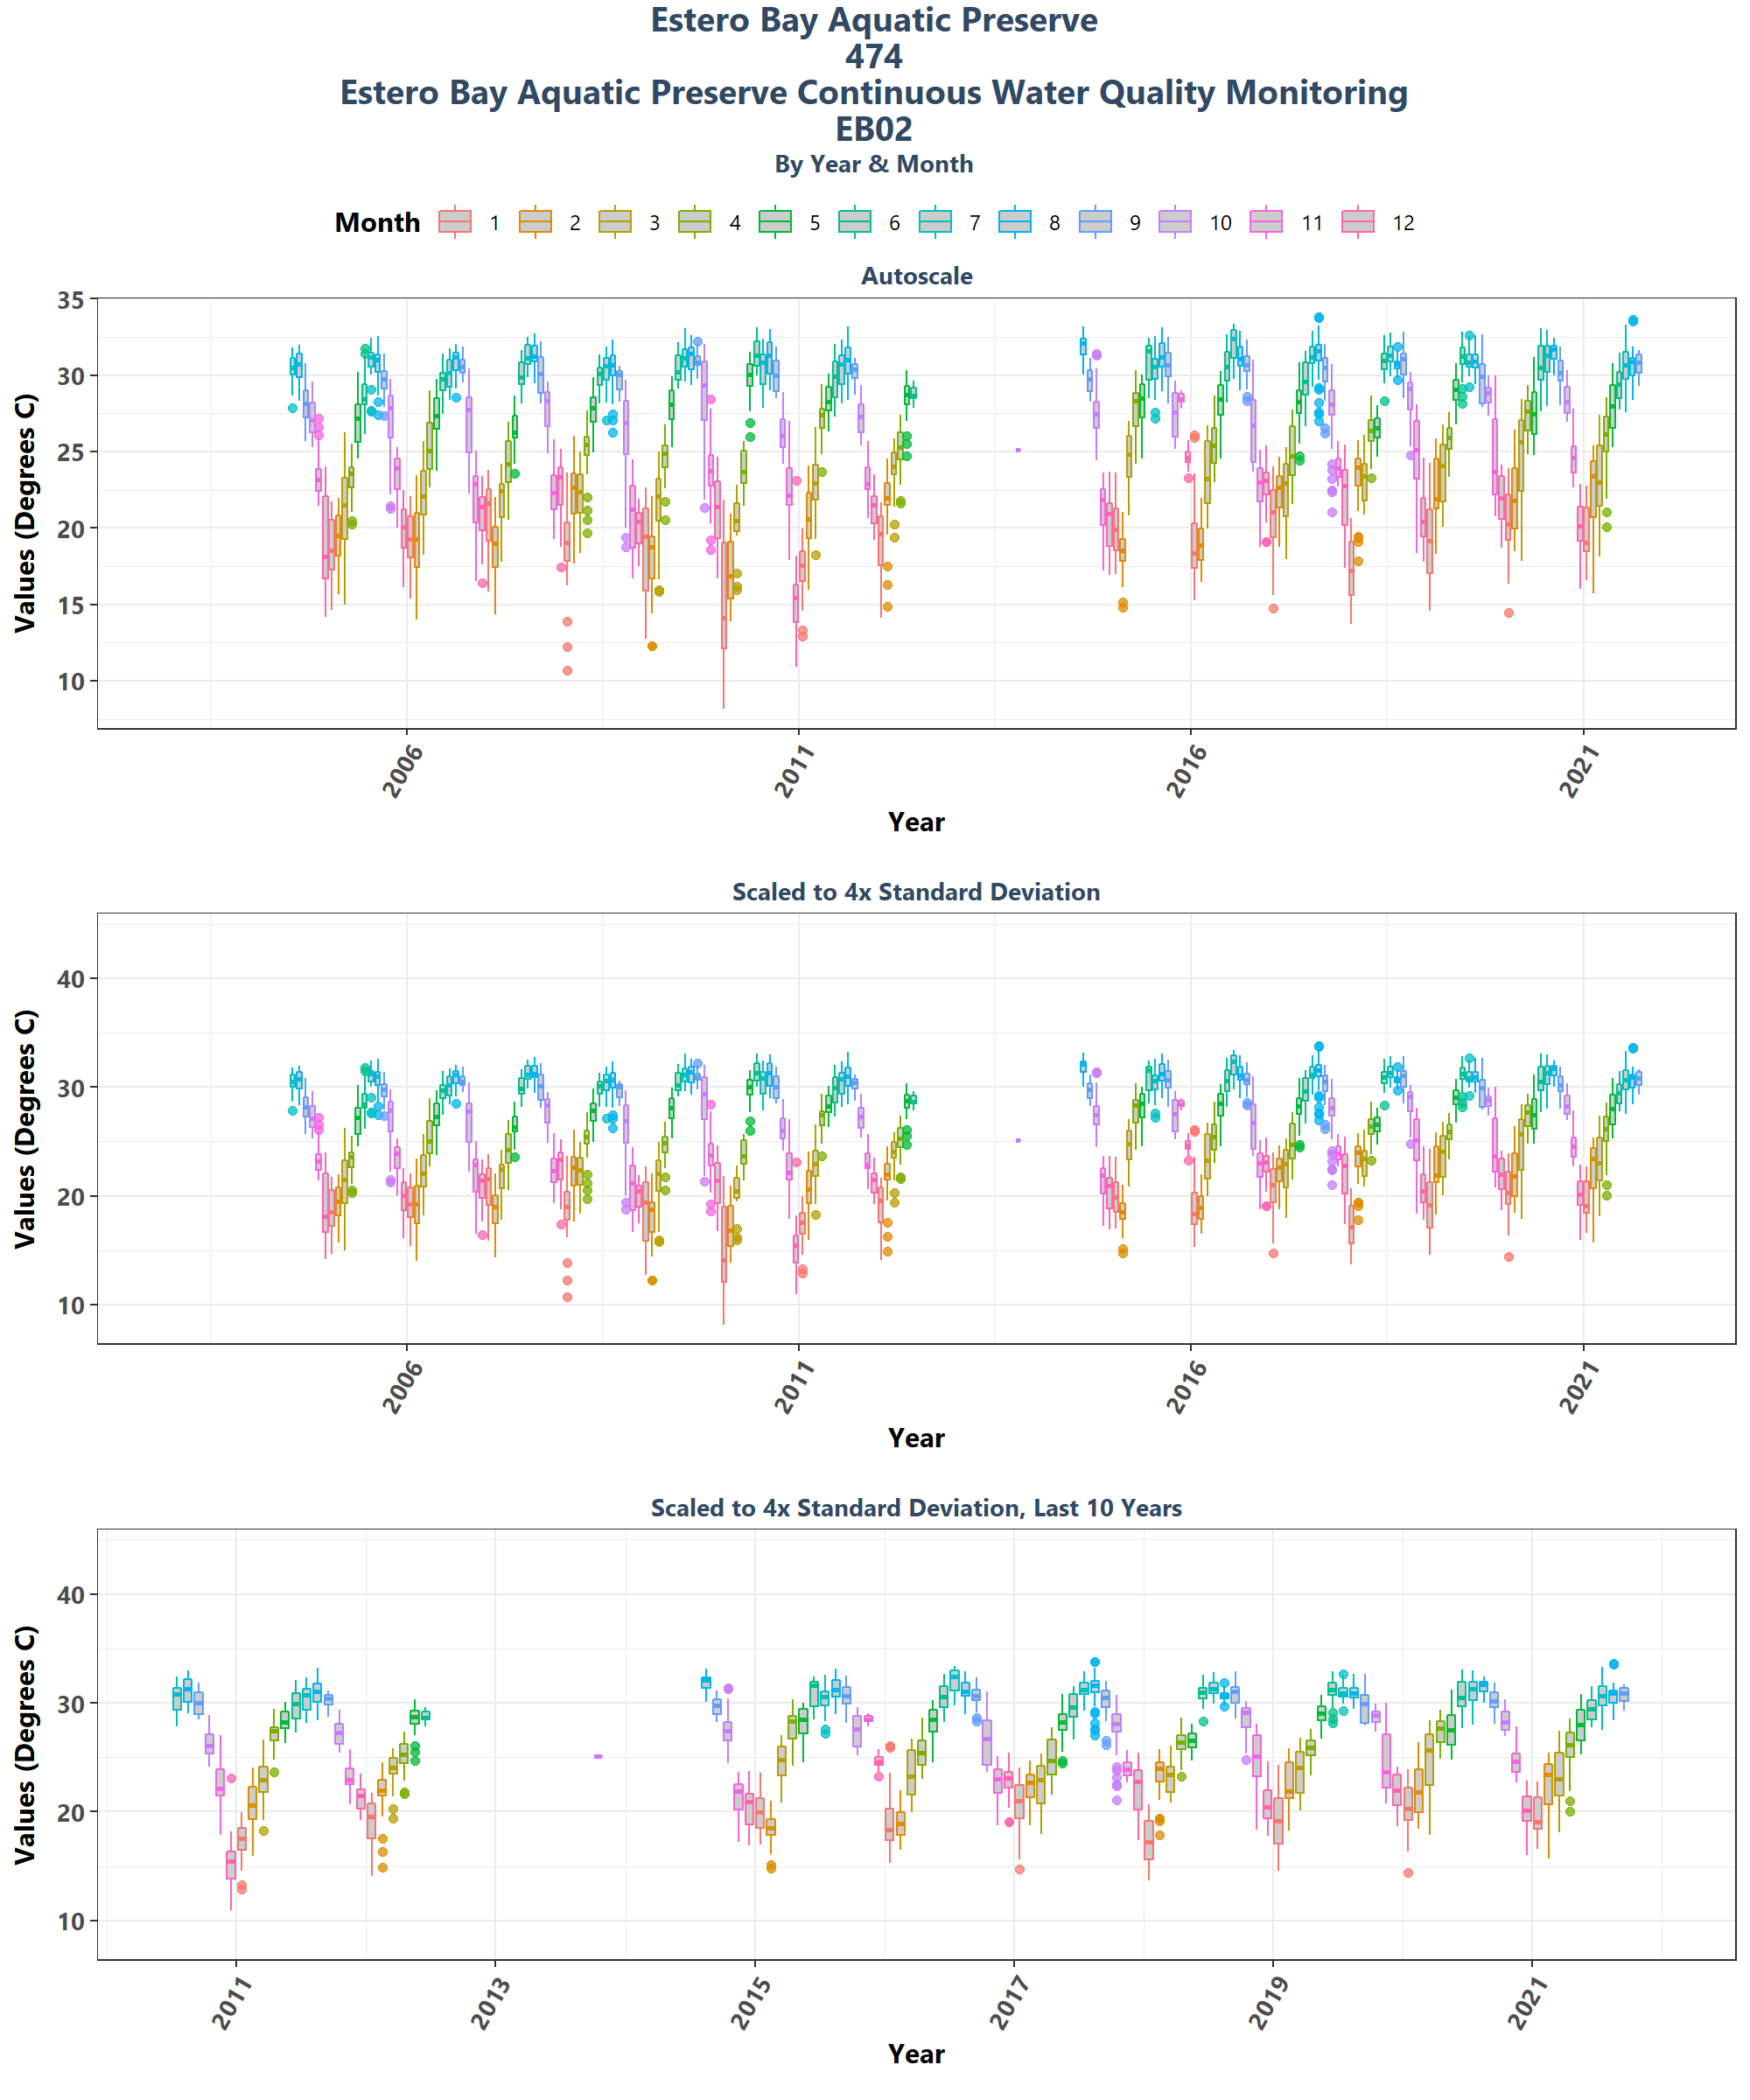 Estero Bay Aquatic Preserve
474
Estero Bay Aquatic Preserve Continuous Water Quality Monitoring
EB02
By Year & Month
Month 1 2 3 4 5 6 7 8 9 10 11 12
Autoscale
Values (Degrees C)
35
30
25
20
15
10
2006 2011 2016 2021
Year
Scaled to 4x Standard Deviation
Values (Degrees C)
40
30
20
10
2006 2011 2016 2021
Year
Scaled to 4x Standard Deviation, Last 10 Years
Values (Degrees C)
40
30
20
10
2011 2013 2015 2017 2019 2021
Year